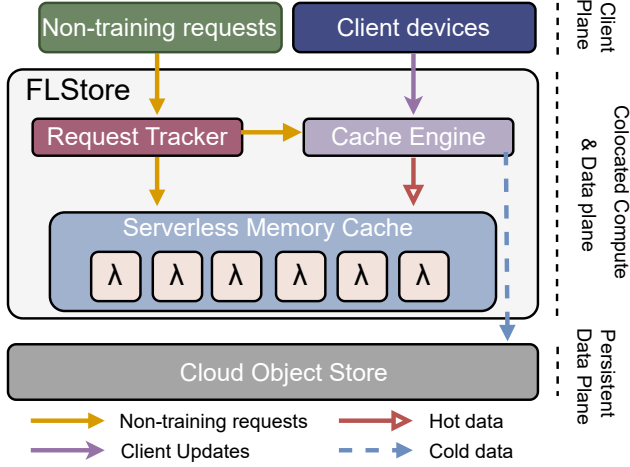 Non-training requests
Client devices
Client
Plane
FLStore
Request Tracker
Cache Engine
Colocated Compute
& Data plane
Serverless Memory Cache
λ λ λ λ λ λ
Cloud Object Store
Persistent
Data Plane
Non-training requests
Hot data
Client Updates
Cold data